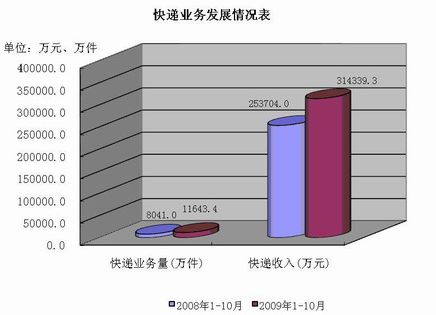 快递业务发展情况表
单位：万元、万件
400000.0
350000.0
300000.0
250000.0
200000.0
150000.0
100000.0
50000.0
0.0
8041.0
11643.4
253704.0
314339.3
快递业务量(万件)
快递收入(万元)
2008年1-10月
2009年1-10月